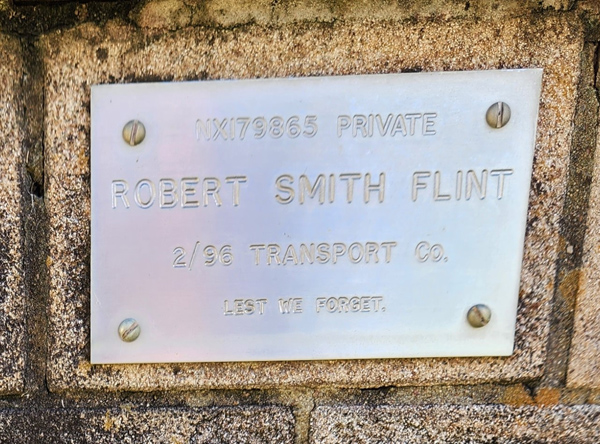 NX179865 PRIVATE
ROBERT SMITH FLINT
2/96 TRANSPORT CO.
LEST WE FORGET.